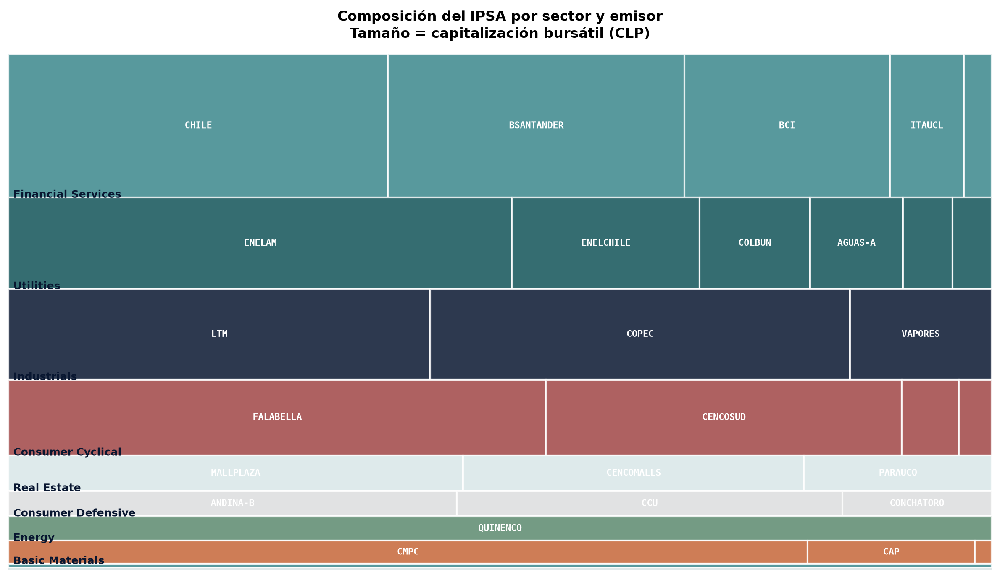 Composición del IPSA por sector y emisor
Tamaño = capitalización bursátil (CLP)
CHILE
BSANTANDER
BCI
ITAUCL
Financial Services
ENELAM
ENELCHILE
COLBUN
AGUAS-A
Utilities
LTM
COPEC
VAPORES
Industrials
FALABELLA
CENCOSUD
Consumer Cyclical
MALLPLAZA
CENCOMALLS
PARAUCO
Real Estate
ANDINA-B
CCU
CONCHATORO
Consumer Defensive
QUINENCO
Energy
CMPC
CAP
Basic Materials